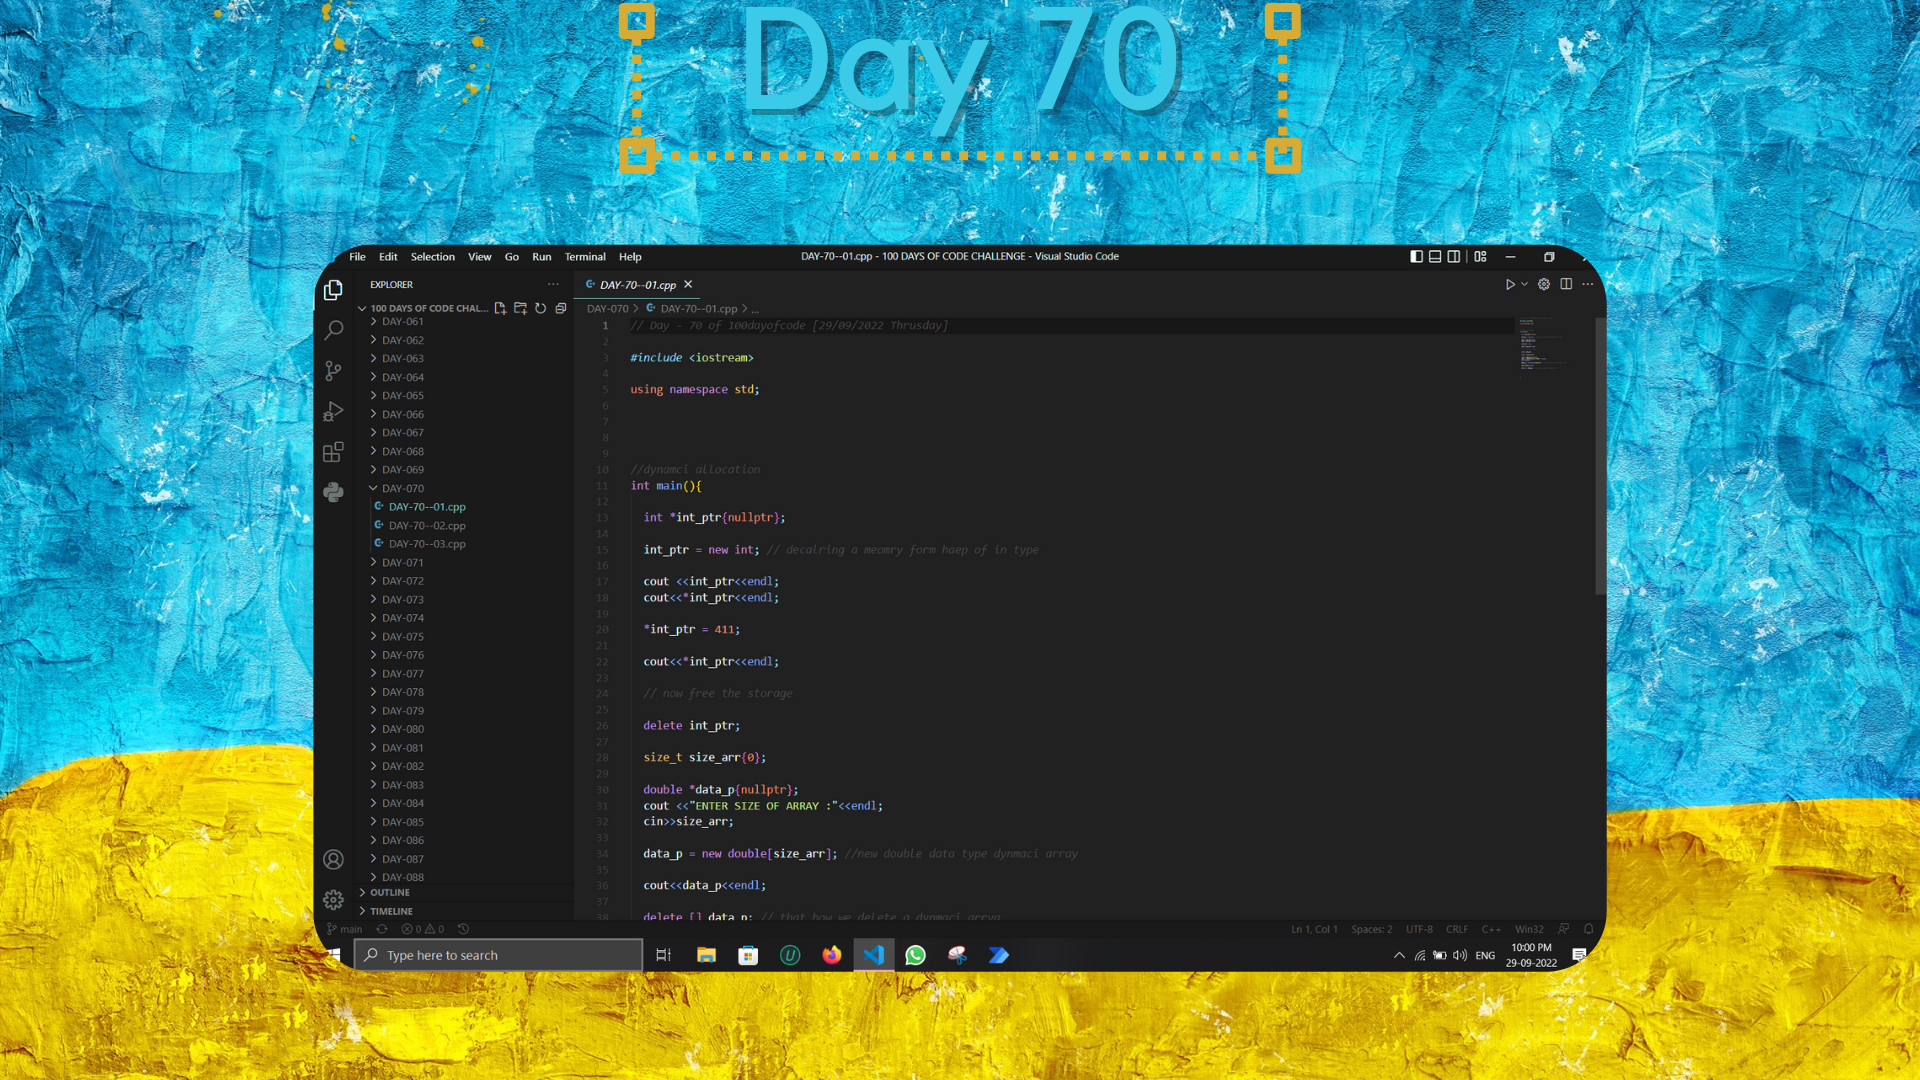 Day 70
File Edit Selection View Go Run Terminal Help
DAY-70--01.cpp - 100 DAYS OF CODE CHALLENGE - Visual Studio Code
EXPLORER
100 DAYS OF CODE CHAL...
DAY-061
DAY-062
DAY-063
DAY-064
DAY-065
DAY-066
DAY-067
DAY-068
DAY-069
DAY-070
DAY-70--01.cpp
DAY-70--02.cpp
DAY-70--03.cpp
DAY-071
DAY-072
DAY-073
DAY-074
DAY-075
DAY-076
DAY-077
DAY-078
DAY-079
DAY-080
DAY-081
DAY-082
DAY-083
DAY-084
DAY-085
DAY-086
DAY-087
DAY-088
OUTLINE
TIMELINE
DAY-70--01.cpp
DAY-070 > DAY-70--01.cpp > ...
1 // Day - 70 of 100dayofcode [29/09/2022 Thrusday]
2
3 #include <iostream>
4
5 using namespace std;
6
7
8
9
10 //dynamci allocation
11 int main(){
12
13 int *int_ptr{nullptr};
14
15 int_ptr = new int; // decalring a meomry form haep of in type
16
17 cout <<int_ptr<<endl;
18 cout<<*int_ptr<<endl;
19
20 *int_ptr = 411;
21
22 cout<<*int_ptr<<endl;
23
24 // now free the storage
25
26 delete int_ptr;
27
28 size_t size_arr{0};
29
30 double *data_p{nullptr};
31 cout <<"ENTER SIZE OF ARRAY :"<<endl;
32 cin>>size_arr;
33
34 data_p = new double[size_arr]; //new double data type dynmaci array
35
36 cout<<data_p<<endl;
37
38 delete [] data_p; // that how we delete a dynmaci arrya
main 0 0
Ln 1, Col 1 Spaces: 2 UTF-8 CRLF C++ Win32
Type here to search
ENG
10:00 PM
29-09-2022